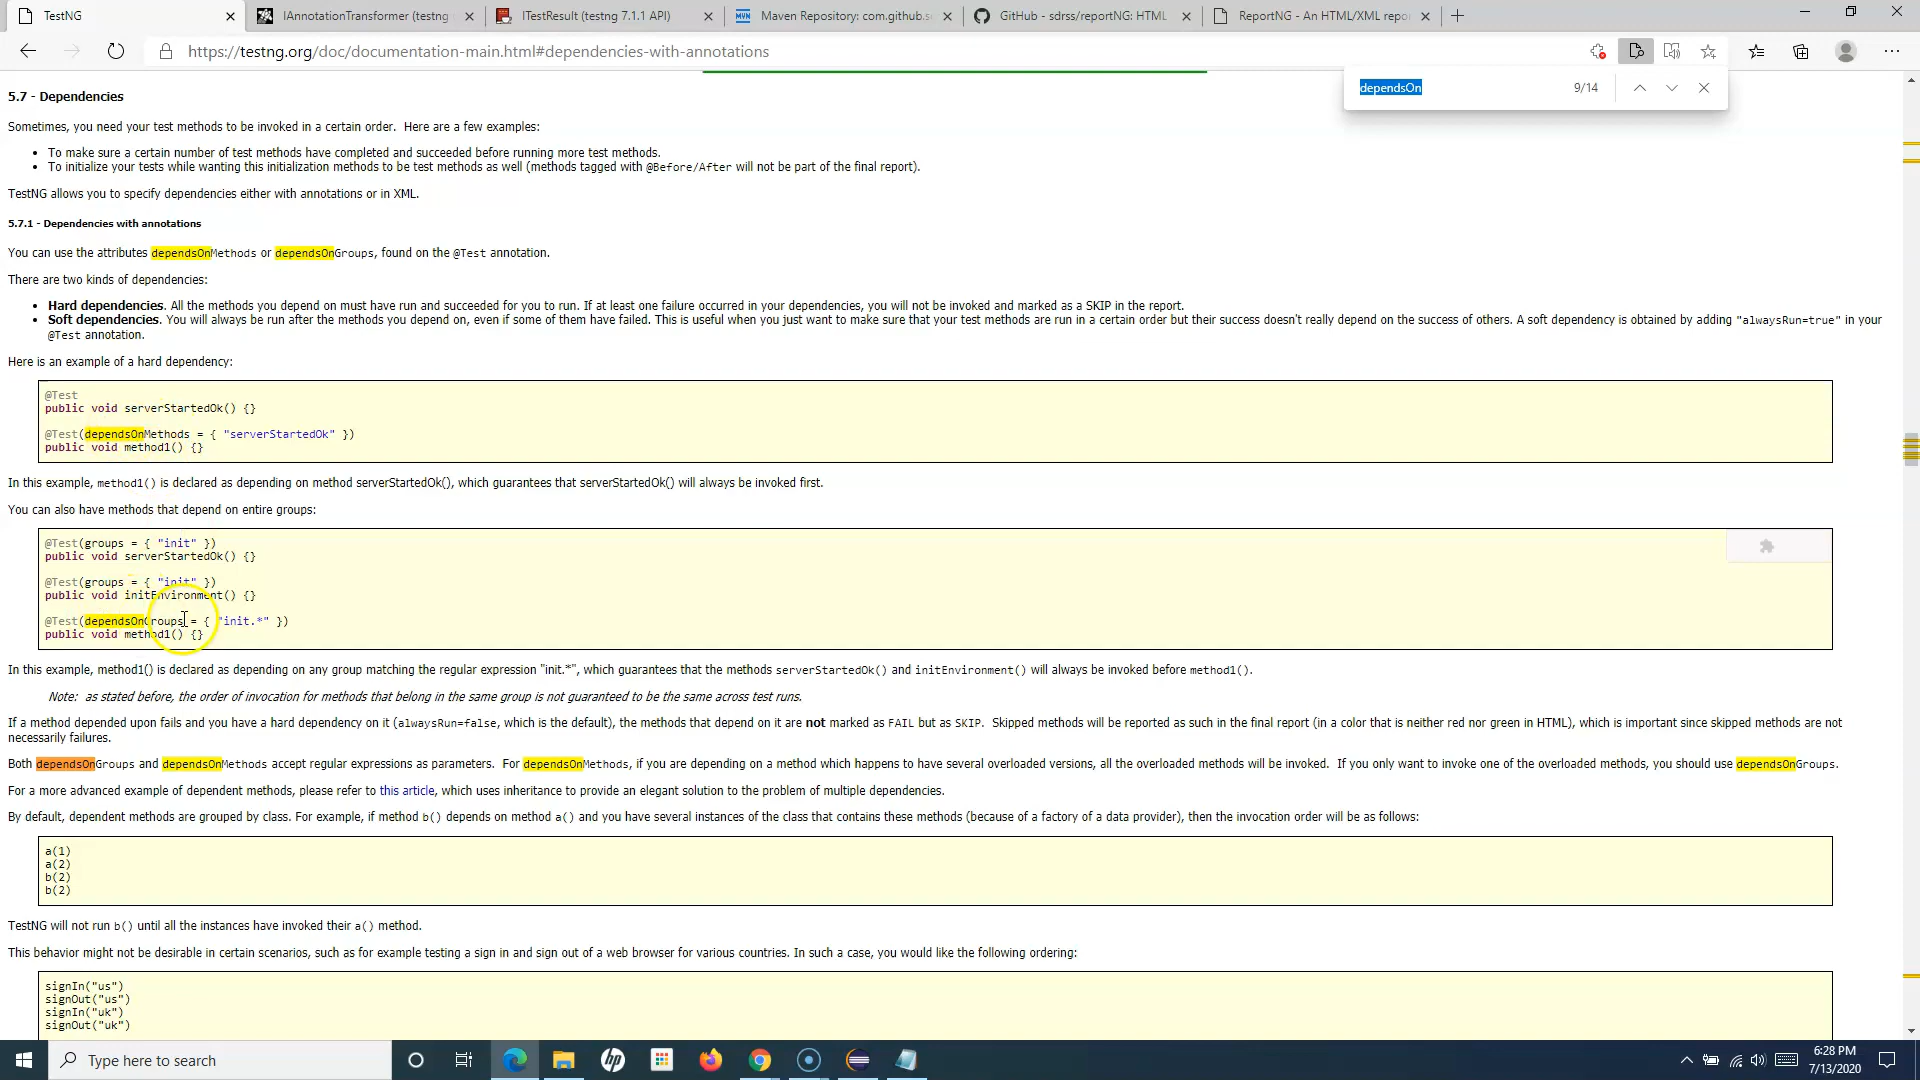 TestNG
IAnnotationTransformer (testng
ITestResult (testng 7.1.1 API)
Maven Repository: com.github.s
GitHub - sdrss/reportNG: HTML
ReportNG - An HTML/XML repo
https://testng.org/doc/documentation-main.html#dependencies-with-annotations
dependsOn
9/14
5.7 - Dependencies
Sometimes, you need your test methods to be invoked in a certain order.  Here are a few examples:
• To make sure a certain number of test methods have completed and succeeded before running more test methods.
• To initialize your tests while wanting this initialization methods to be test methods as well (methods tagged with @Before/After will not be part of the final report).
TestNG allows you to specify dependencies either with annotations or in XML.
5.7.1 - Dependencies with annotations
You can use the attributes dependsOnMethods or dependsOnGroups, found on the @Test annotation.
There are two kinds of dependencies:
• Hard dependencies. All the methods you depend on must have run and succeeded for you to run. If at least one failure occurred in your dependencies, you will not be invoked and marked as a SKIP in the report.
• Soft dependencies. You will always be run after the methods you depend on, even if some of them have failed. This is useful when you just want to make sure that your test methods are run in a certain order but their success doesn't really depend on the success of others. A soft dependency is obtained by adding "alwaysRun=true" in your
@Test annotation.
Here is an example of a hard dependency:
@Test
public void serverStartedOk() {}
@Test(dependsOnMethods = { "serverStartedOk" })
public void method1() {}
In this example, method1() is declared as depending on method serverStartedOk(), which guarantees that serverStartedOk() will always be invoked first.
You can also have methods that depend on entire groups:
@Test(groups = { "init" })
public void serverStartedOk() {}
@Test(groups = { "init" })
public void initEnvironment() {}
@Test(dependsOnGroups = { "init.*" })
public void method1() {}
In this example, method1() is declared as depending on any group matching the regular expression "init.*", which guarantees that the methods serverStartedOk() and initEnvironment() will always be invoked before method1().
Note:  as stated before, the order of invocation for methods that belong in the same group is not guaranteed to be the same across test runs.
If a method depended upon fails and you have a hard dependency on it (alwaysRun=false, which is the default), the methods that depend on it are not marked as FAIL but as SKIP.  Skipped methods will be reported as such in the final report (in a color that is neither red nor green in HTML), which is important since skipped methods are not
necessarily failures.
Both dependsOnGroups and dependsOnMethods accept regular expressions as parameters.  For dependsOnMethods, if you are depending on a method which happens to have several overloaded versions, all the overloaded methods will be invoked.  If you only want to invoke one of the overloaded methods, you should use dependsOnGroups.
For a more advanced example of dependent methods, please refer to this article, which uses inheritance to provide an elegant solution to the problem of multiple dependencies.
By default, dependent methods are grouped by class. For example, if method b() depends on method a() and you have several instances of the class that contains these methods (because of a factory of a data provider), then the invocation order will be as follows:
a(1)
a(2)
b(2)
b(2)
TestNG will not run b() until all the instances have invoked their a() method.
This behavior might not be desirable in certain scenarios, such as for example testing a sign in and sign out of a web browser for various countries. In such a case, you would like the following ordering:
signIn("us")
signOut("us")
signIn("uk")
signOut("uk")
Type here to search
hp
6:28 PM
7/13/2020